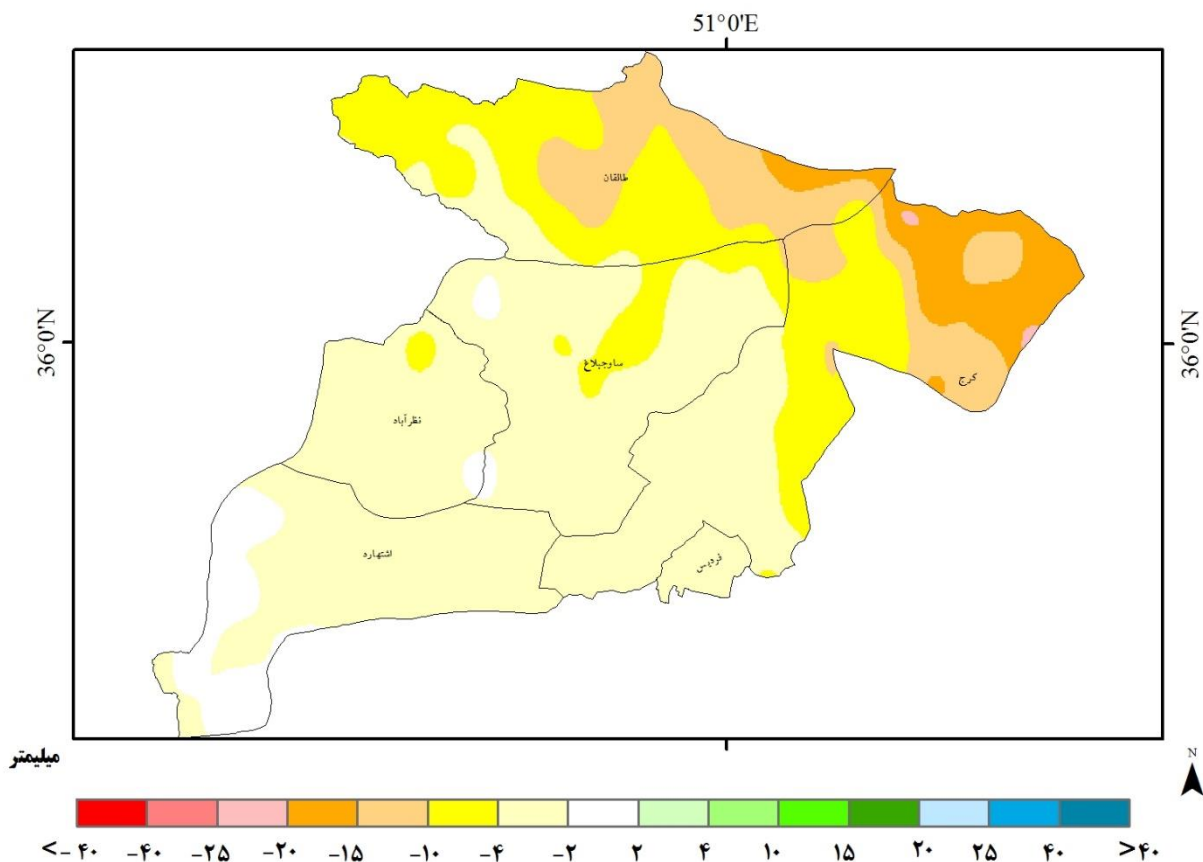 51°0'E
طالقان
36°0'N
36°0'N
ساوجبلاغ
کرج
نظرآباد
اشتهارد
فردیس
میلیمتر
N
<-۴۰ -۴۰ -۲۵ -۲۰ -۱۵ -۱۰ -۴ -۲ ۲ ۴ ۱۰ ۱۵ ۲۰ ۲۵ ۴۰ >۴۰